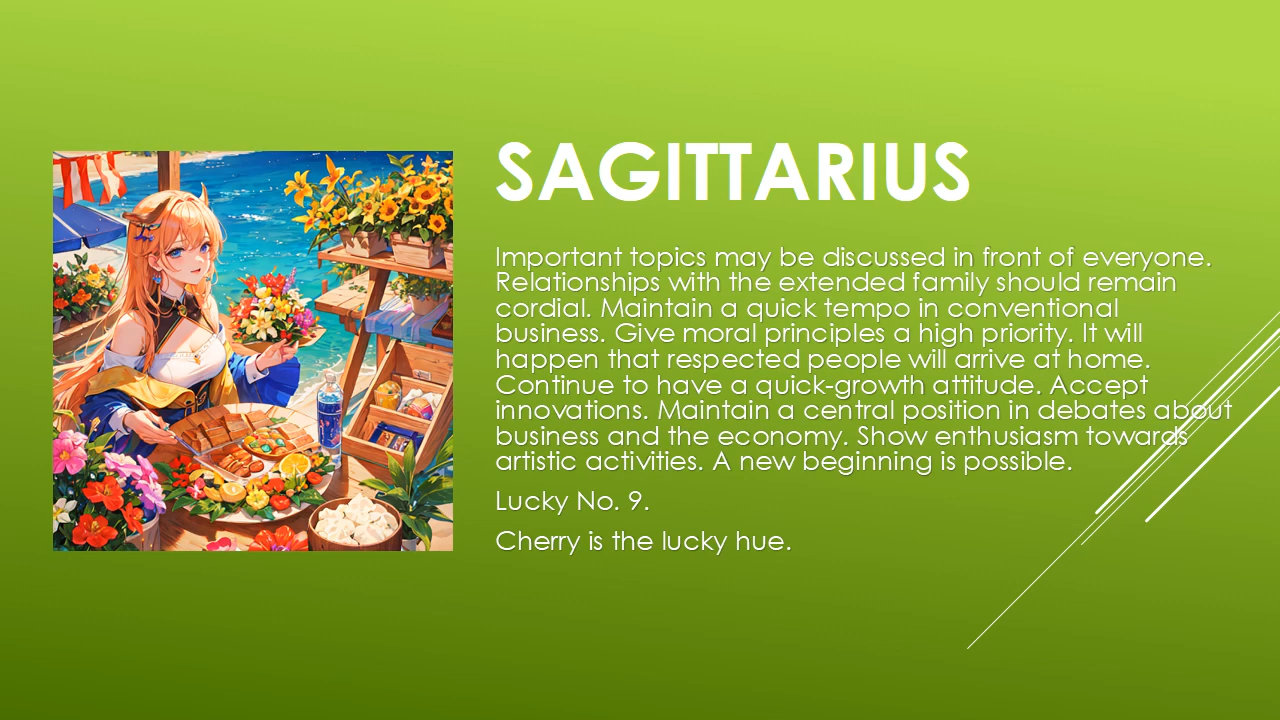 SAGITTARIUS
Important topics may be discussed in front of everyone.
Relationships with the extended family should remain
cordial. Maintain a quick tempo in conventional
business. Give moral principles a high priority. It will
happen that respected people will arrive at home.
Continue to have a quick-growth attitude. Accept
innovations. Maintain a central position in debates about
business and the economy. Show enthusiasm towards
artistic activities. A new beginning is possible.
Lucky No. 9.
Cherry is the lucky hue.